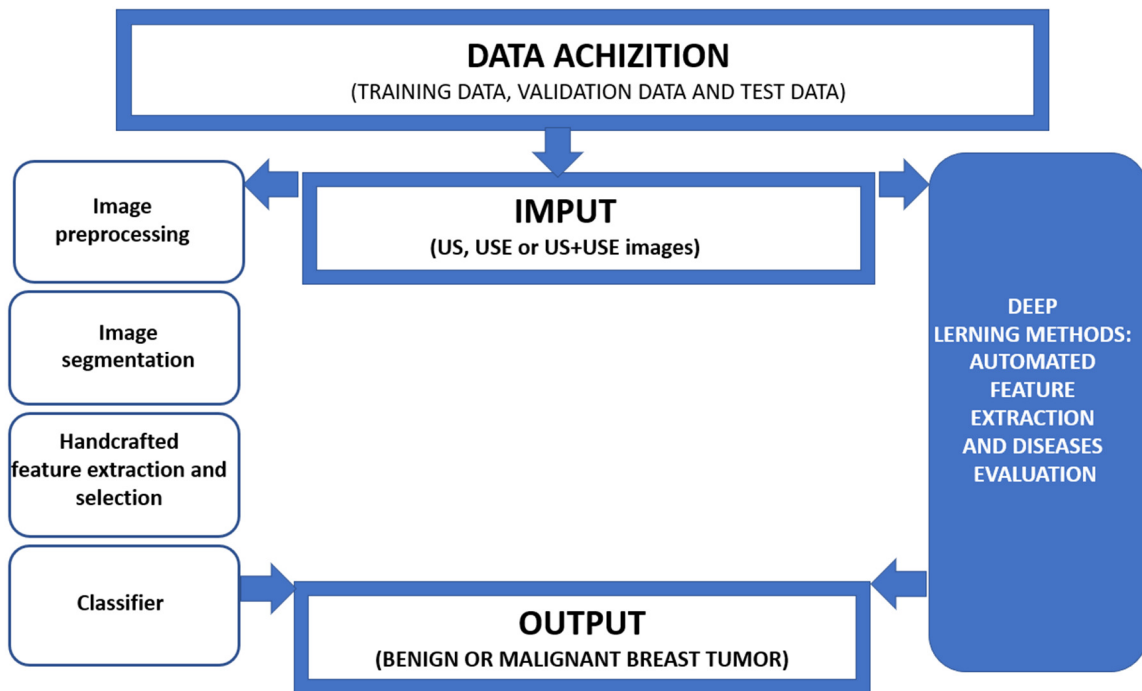 DATA ACHIZITION
(TRAINING DATA, VALIDATION DATA AND TEST DATA)
IMPUT
(US, USE or US+USE images)
Image
preprocessing
Image
segmentation
Handcrafted
feature extraction and
selection
Classifier
DEEP
LERNING METHODS:
AUTOMATED
FEATURE
EXTRACTION
AND DISEASES
EVALUATION
OUTPUT
(BENIGN OR MALIGNANT BREAST TUMOR)